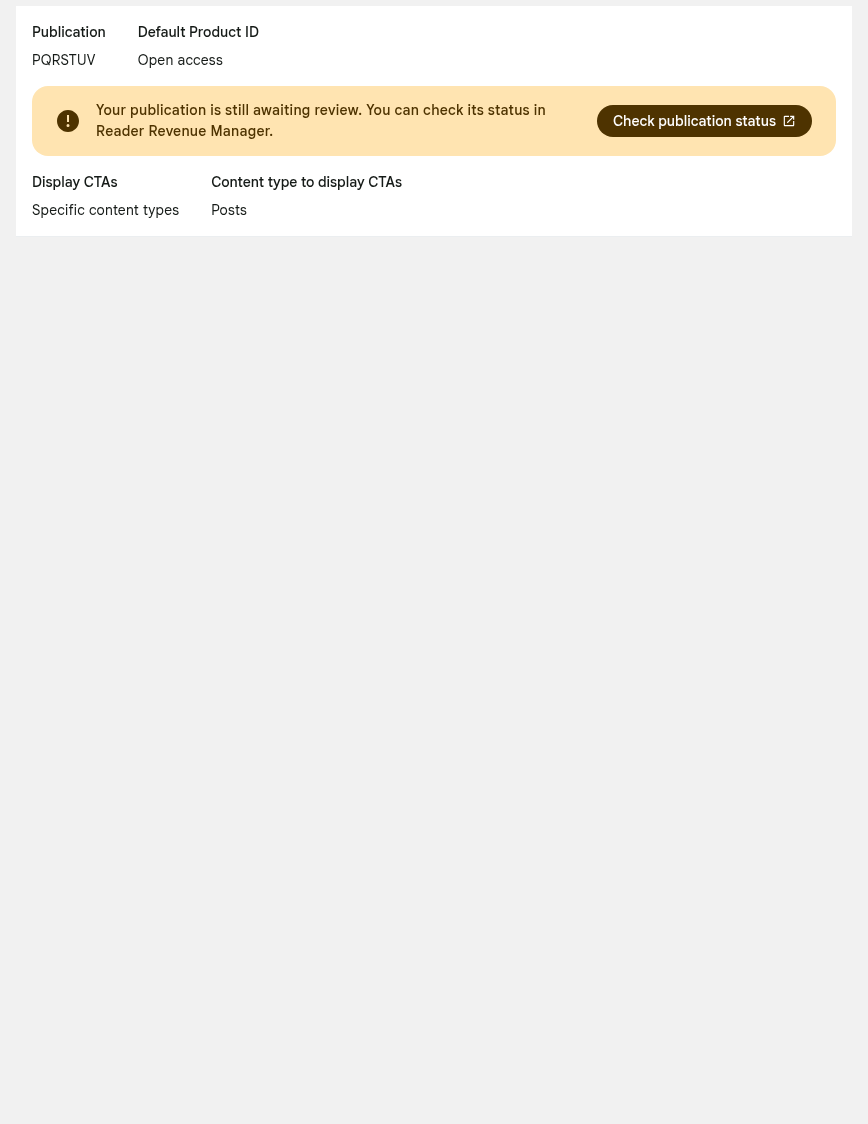 Publication Default Product ID
PQRSTUV Open access
Your publication is still awaiting review. You can check its status in
Reader Revenue Manager.
Check publication status
Display CTAs Content type to display CTAs
Specific content types Posts